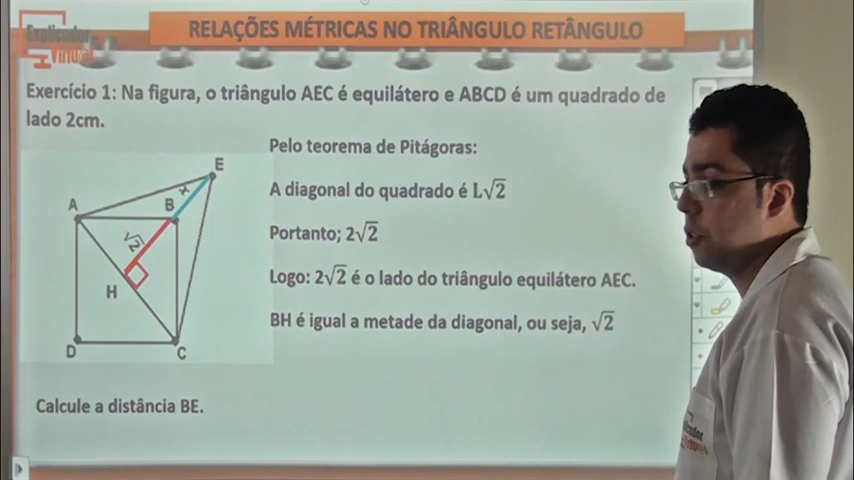 Explicador
Virtual
RELAÇÕES MÉTRICAS NO TRIÂNGULO RETÂNGULO
Exercício 1: Na figura, o triângulo AEC é equilátero e ABCD é um quadrado de
lado 2cm.
Pelo teorema de Pitágoras:
A diagonal do quadrado é L√2
Portanto; 2√2
Logo: 2√2 é o lado do triângulo equilátero AEC.
BH é igual a metade da diagonal, ou seja, √2
E
x
A
B
√2
H
D
C
Calcule a distância BE.